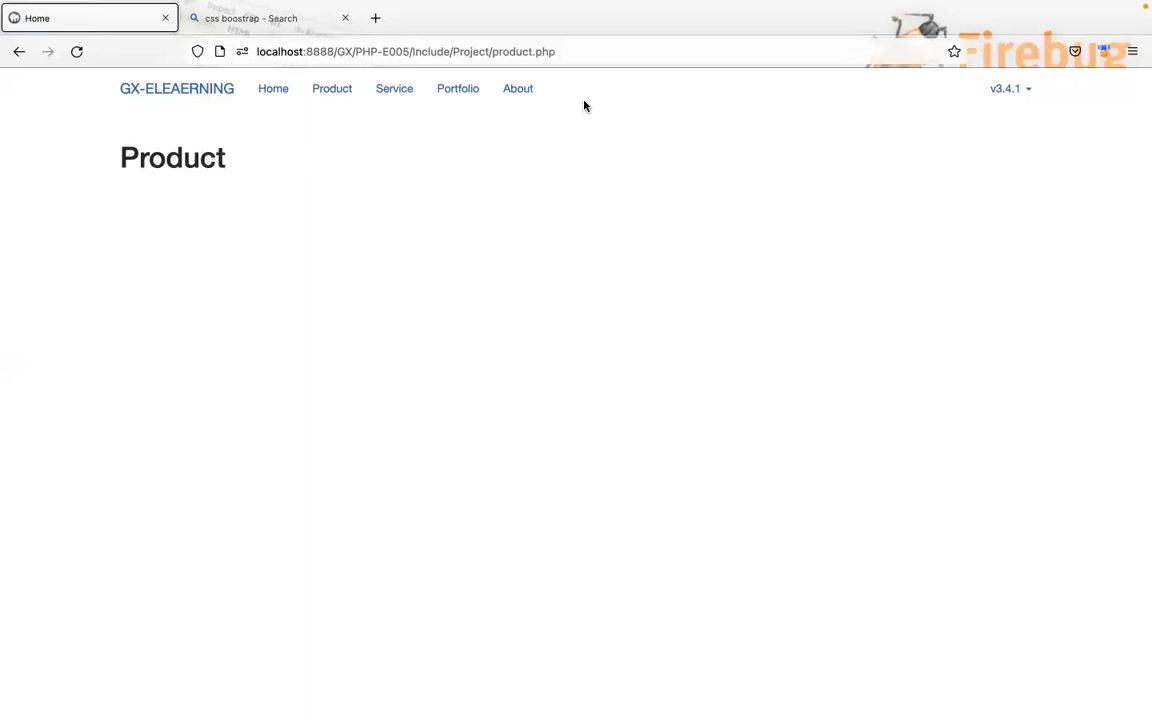 Home
css boostrap - Search
localhost:8888/GX/PHP-E005/Include/Project/product.php
Firebug
GX-ELEAERNING
Home
Product
Service
Portfolio
About
v3.4.1
Product